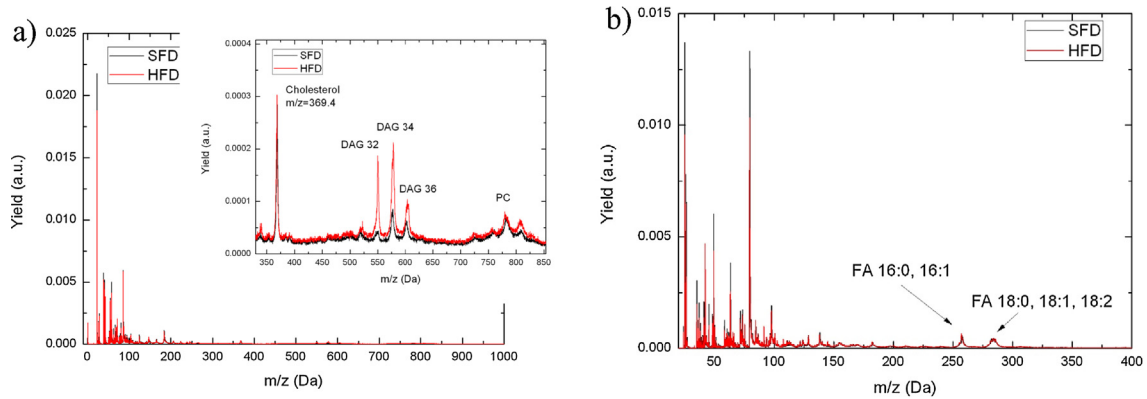 a)
0.025
0.020
0.015
0.010
0.005
0.000
Yield (a.u.)
0 100 200 300 400 500 600 700 800 900 1000
m/z (Da)
SFD
HFD
0.0004
0.0003
0.0002
0.0001
0.0000
Yield (a.u.)
350 400 450 500 550 600 650 700 750 800 850
m/z (Da)
SFD
HFD
Cholesterol
m/z=369.4
DAG 32
DAG 34
DAG 36
PC
b)
0.015
0.010
0.005
0.000
Yield (a.u.)
50 100 150 200 250 300 350 400
m/z (Da)
SFD
HFD
FA 16:0, 16:1
FA 18:0, 18:1, 18:2